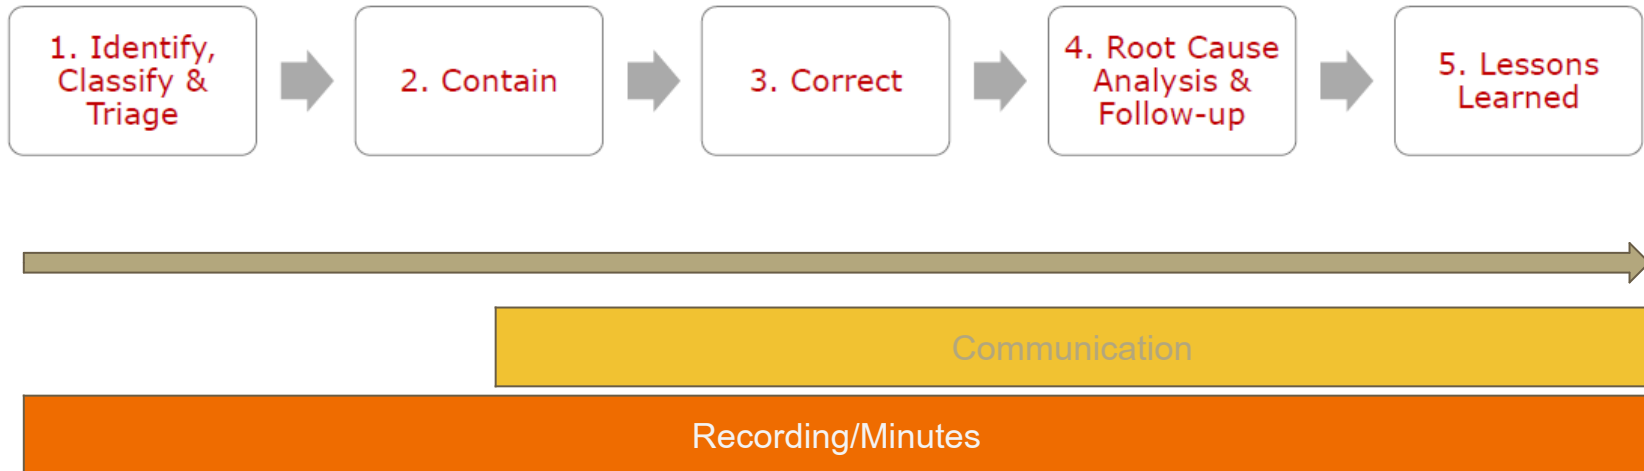 1. Identify,
Classify &
Triage
2. Contain
3. Correct
4. Root Cause
Analysis &
Follow-up
5. Lessons
Learned
Communication
Recording/Minutes